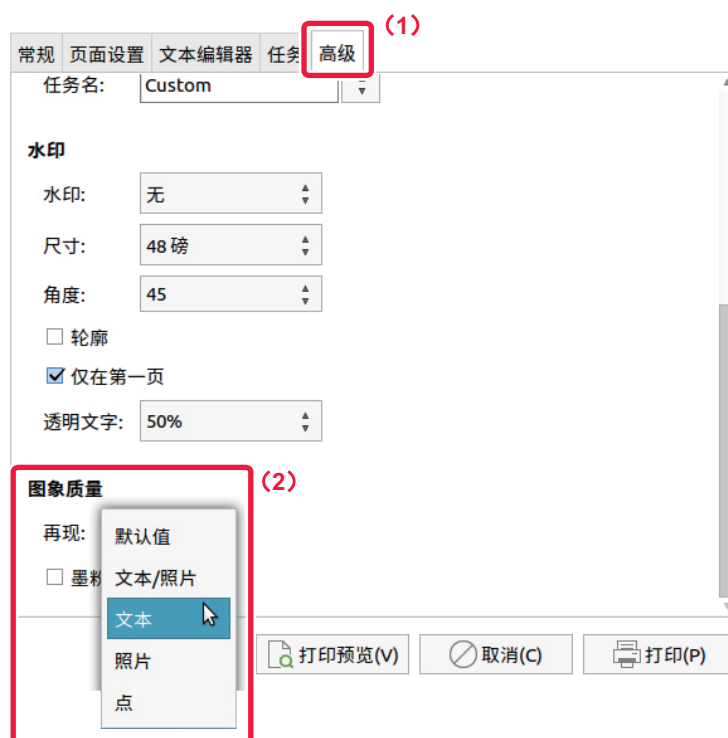 (1)
常规 页面设置 文本编辑器 任务 高级
任务名: Custom
水印
水印: 无
尺寸: 48 磅
角度: 45
轮廓
仅在第一页
透明文字: 50%
(2)
图象质量
再现:
默认值
墨粉
文本/照片
文本
照片
点
打印预览(V) 取消(C) 打印(P)